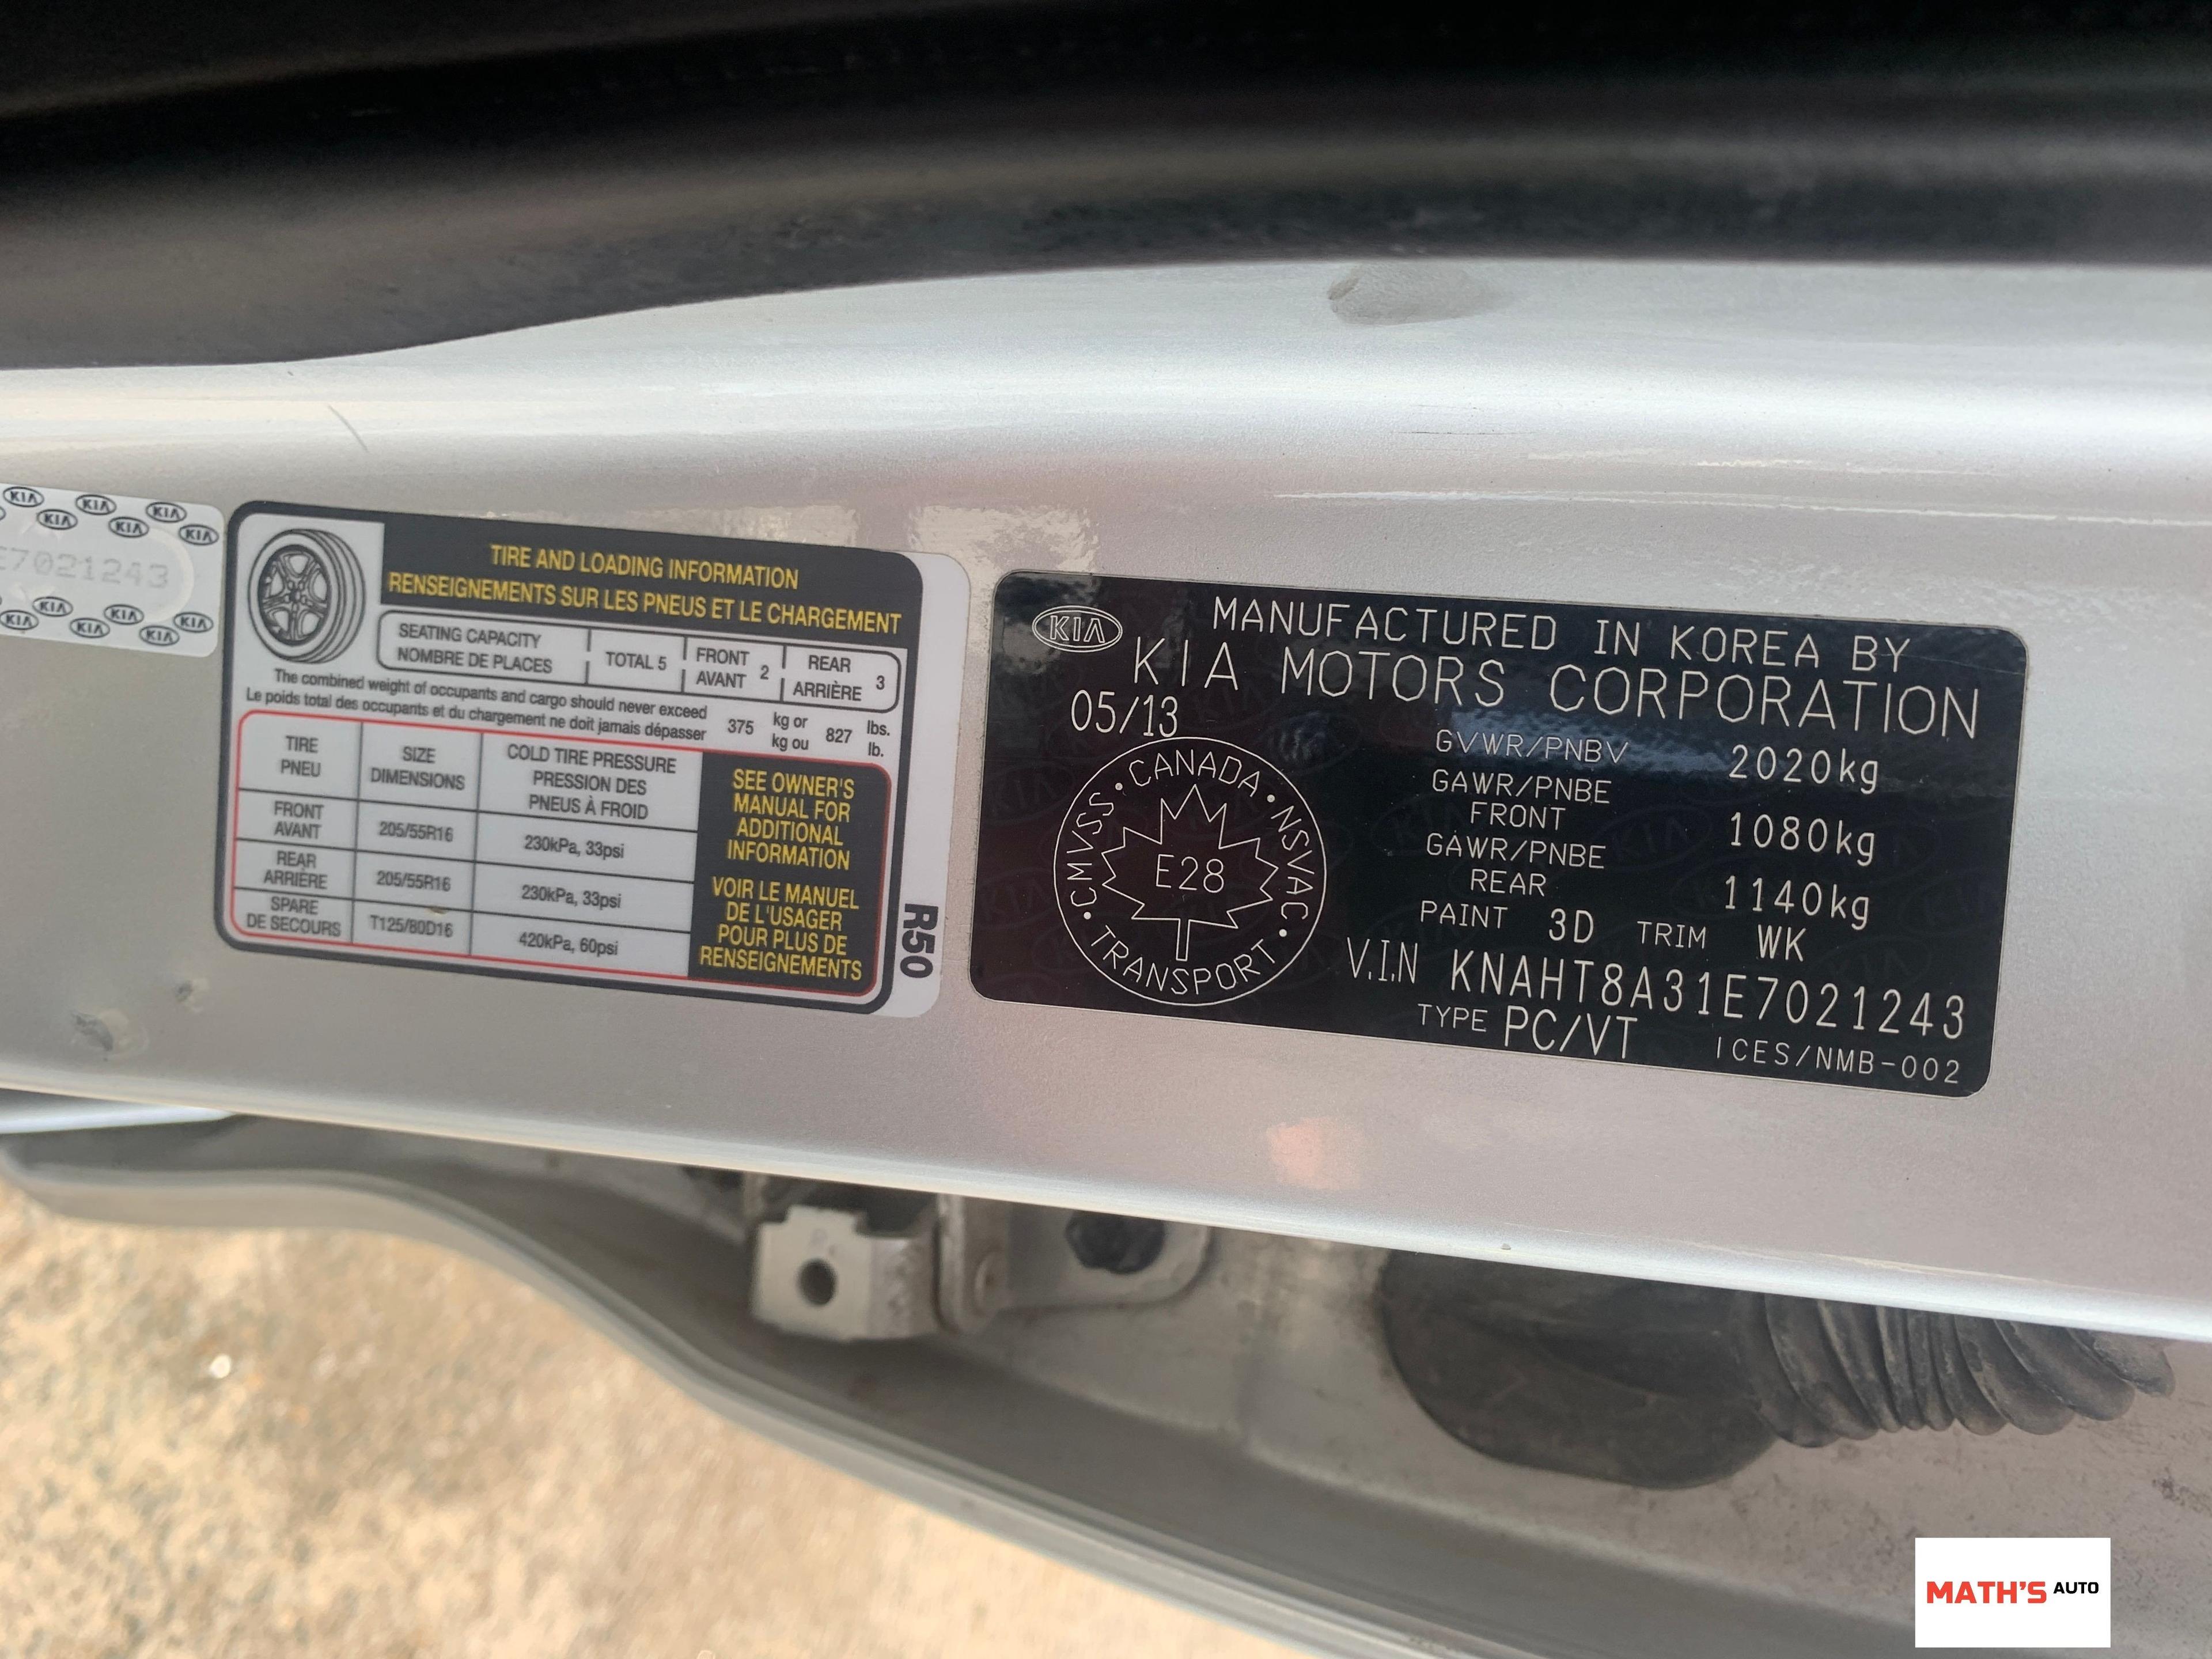 KIA KIA KIA
KIA KIA KIA
E7021243
KIA KIA KIA
KIA KIA KIA
TIRE AND LOADING INFORMATION
RENSEIGNEMENTS SUR LES PNEUS ET LE CHARGEMENT
SEATING CAPACITY
NOMBRE DE PLACES
TOTAL 5
FRONT
AVANT 2
REAR
ARRIÈRE 3
The combined weight of occupants and cargo should never exceed 375 kg or 827 lbs.
Le poids total des occupants et du chargement ne doit jamais dépasser kg ou lb.
TIRE
PNEU
SIZE
DIMENSIONS
COLD TIRE PRESSURE
PRESSION DES
PNEUS À FROID
FRONT
AVANT
205/55R16
230kPa, 33psi
REAR
ARRIÈRE
205/55R16
230kPa, 33psi
SPARE
DE SECOURS
T125/80D16
420kPa, 60psi
SEE OWNER'S
MANUAL FOR
ADDITIONAL
INFORMATION
VOIR LE MANUEL
DE L'USAGER
POUR PLUS DE
RENSEIGNEMENTS
R50
KIA
MANUFACTURED IN KOREA BY
KIA MOTORS CORPORATION
05/13
CANADA • NSVAC • TRANSPORT • CMVSS •
E28
GVWR/PNBV 2020kg
GAWR/PNBE
FRONT 1080kg
GAWR/PNBE
REAR 1140kg
PAINT 3D TRIM WK
V.I.N KNAHT8A31E7021243
TYPE PC/VT ICES/NMB-002
MATH'S AUTO